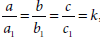 a/a₁ = b/b₁ = c/c₁ = k,